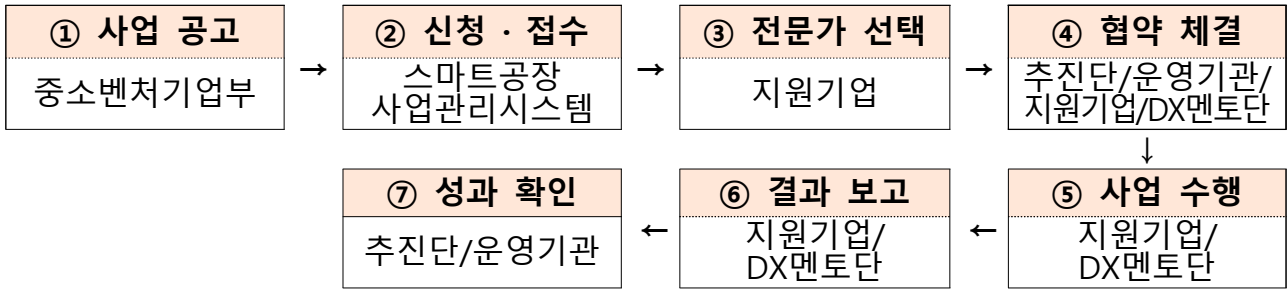 ① 사업 공고
중소벤처기업부
→
② 신청 · 접수
스마트공장
사업관리시스템
→
③ 전문가 선택
지원기업
→
④ 협약 체결
추진단/운영기관/
지원기업/DX멘토단
↓
⑤ 사업 수행
지원기업/
DX멘토단
←
⑥ 결과 보고
지원기업/
DX멘토단
←
⑦ 성과 확인
추진단/운영기관